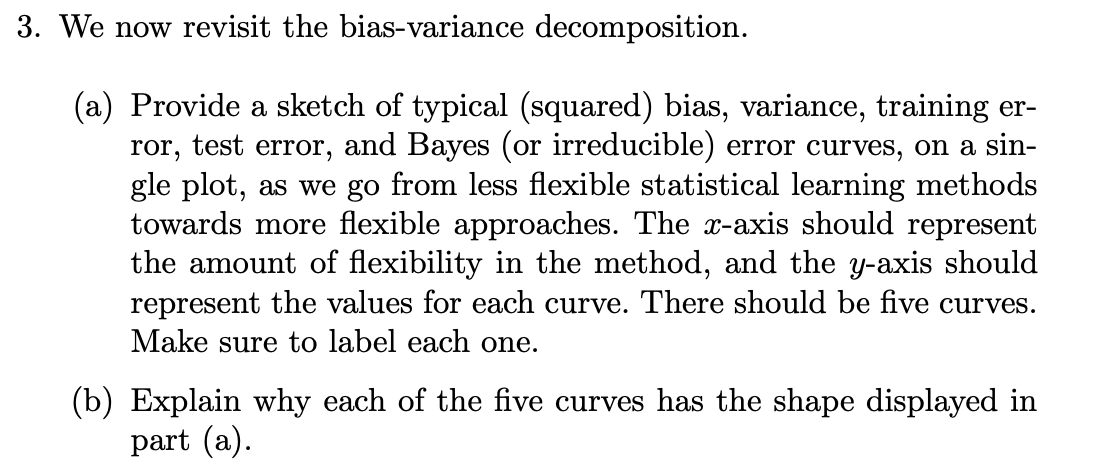 3. We now revisit the bias-variance decomposition.
(a) Provide a sketch of typical (squared) bias, variance, training er-
ror, test error, and Bayes (or irreducible) error curves, on a sin-
gle plot, as we go from less flexible statistical learning methods
towards more flexible approaches. The x-axis should represent
the amount of flexibility in the method, and the y-axis should
represent the values for each curve. There should be five curves.
Make sure to label each one.
(b) Explain why each of the five curves has the shape displayed in
part (a).